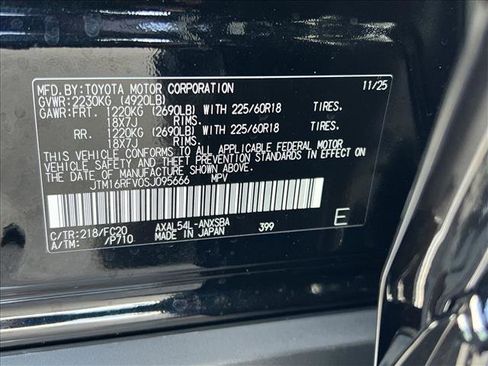 MFD.BY:TOYOTA MOTOR CORPORATION 11/25
GVWR:2230KG (4920LB)
GAWR:FRT. 1220KG (2690LB) WITH 225/60R18 TIRES.
18X7J RIMS.
RR. 1220KG (2690LB) WITH 225/60R18 TIRES.
18X7J RIMS.
THIS VEHICLE CONFORMS TO ALL APPLICABLE FEDERAL MOTOR
VEHICLE SAFETY AND THEFT PREVENTION STANDARDS IN EFFECT
ON THE DATE OF MANUFACTURE SHOWN ABOVE.
JTM16RFV0SJ095666 MPV
C/TR:218/FC20 AXAL54L-ANXSBA 399
A/TM: /P710 MADE IN JAPAN
E